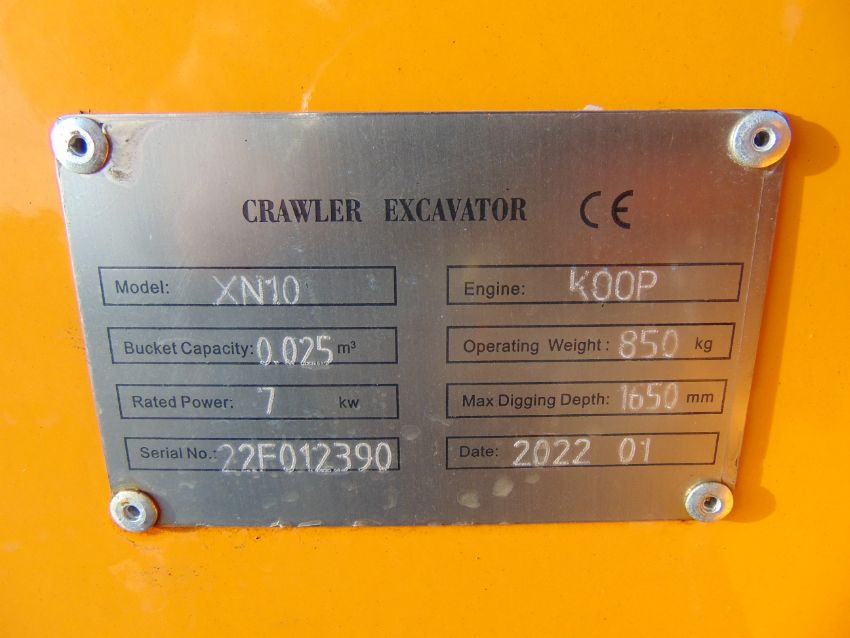 CRAWLER EXCAVATOR CE
Model: XN10
Engine: KOOP
Bucket Capacity: 0.025 m³
Operating Weight: 850 kg
Rated Power: 7 kw
Max Digging Depth: 1650 mm
Serial No.: 22F012390
Date: 2022 01